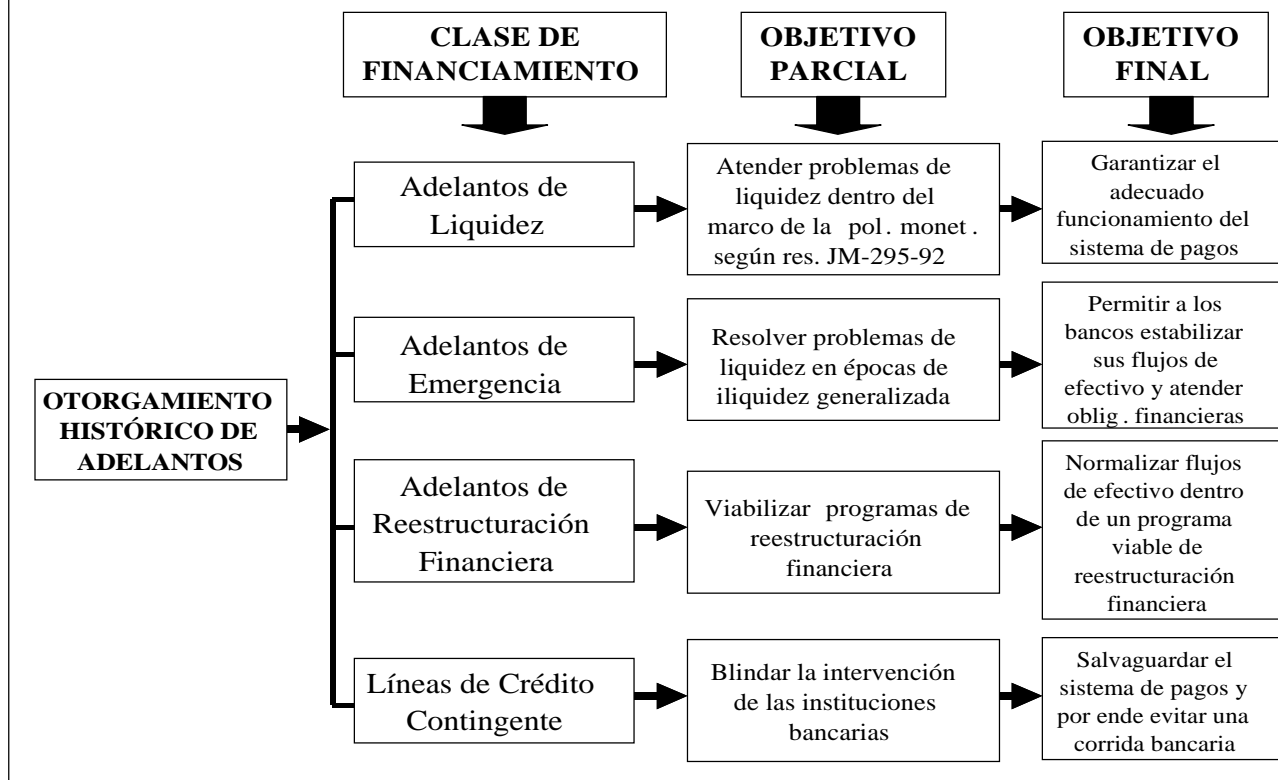 CLASE DE
FINANCIAMIENTO
OBJETIVO
PARCIAL
OBJETIVO
FINAL
OTORGAMIENTO
HISTÓRICO DE
ADELANTOS
Adelantos de
Liquidez
Atender problemas de
liquidez dentro del
marco de la pol. monet.
según res. JM-295-92
Garantizar el
adecuado
funcionamiento del
sistema de pagos
Adelantos de
Emergencia
Resolver problemas de
liquidez en épocas de
iliquidez generalizada
Permitir a los
bancos estabilizar
sus flujos de
efectivo y atender
oblig. financieras
Adelantos de
Reestructuración
Financiera
Viabilizar programas de
reestructuración
financiera
Normalizar flujos
de efectivo dentro
de un programa
viable de
reestructuración
financiera
Líneas de Crédito
Contingente
Blindar la intervención
de las instituciones
bancarias
Salvaguardar el
sistema de pagos y
por ende evitar una
corrida bancaria